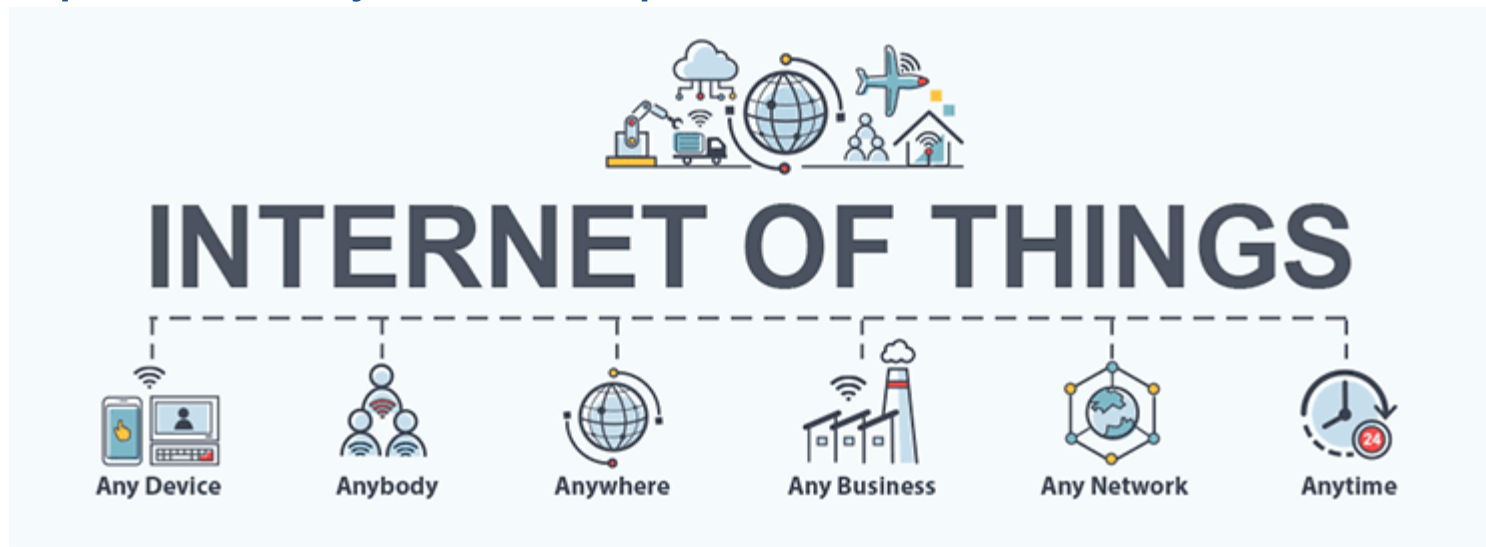 INTERNET OF THINGS
24
Any Device
Anybody
Anywhere
Any Business
Any Network
Anytime